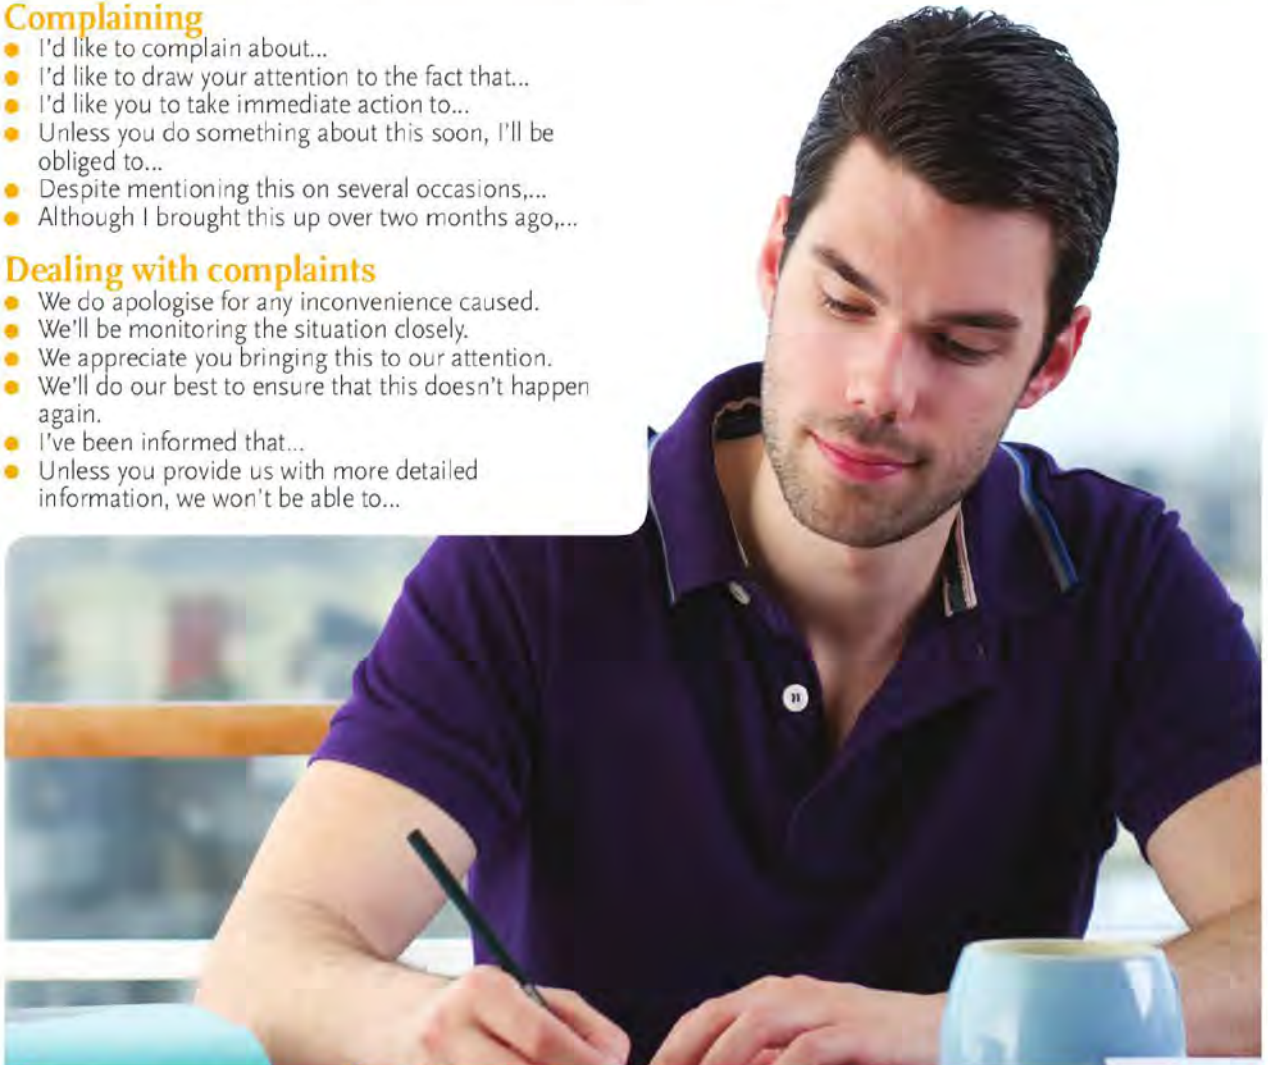 Complaining
I'd like to complain about...
I'd like to draw your attention to the fact that...
I'd like you to take immediate action to...
Unless you do something about this soon, I'll be
obliged to...
Despite mentioning this on several occasions,...
Although I brought this up over two months ago,...
Dealing with complaints
We do apologise for any inconvenience caused.
We'll be monitoring the situation closely.
We appreciate you bringing this to our attention.
We'll do our best to ensure that this doesn't happen
again.
I've been informed that...
Unless you provide us with more detailed
information, we won't be able to...